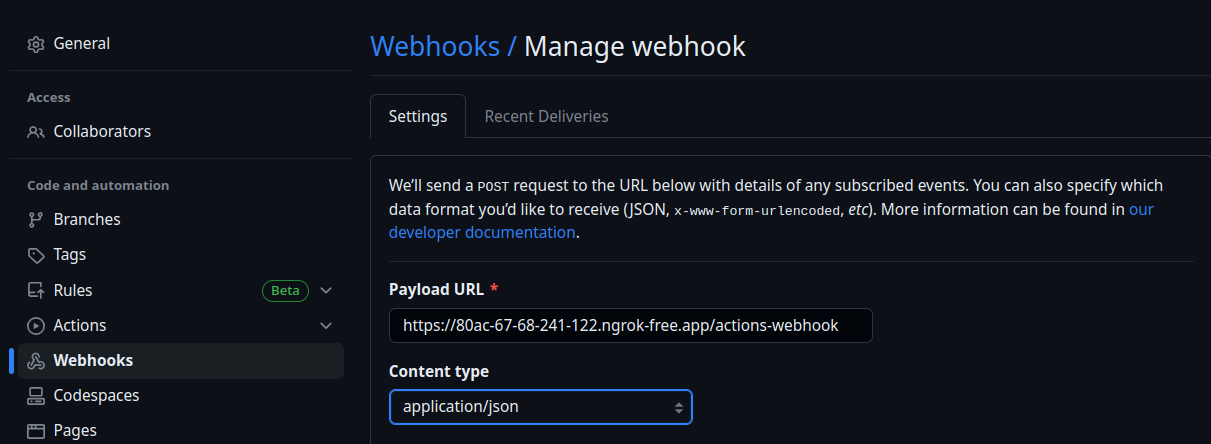 General
Access
Collaborators
Code and automation
Branches
Tags
Rules Beta
Actions
Webhooks
Codespaces
Pages
Webhooks / Manage webhook
Settings Recent Deliveries
We’ll send a POST request to the URL below with details of any subscribed events. You can also specify which
data format you’d like to receive (JSON, x-www-form-urlencoded, etc). More information can be found in our
developer documentation.
Payload URL *
https://80ac-67-68-241-122.ngrok-free.app/actions-webhook
Content type
application/json